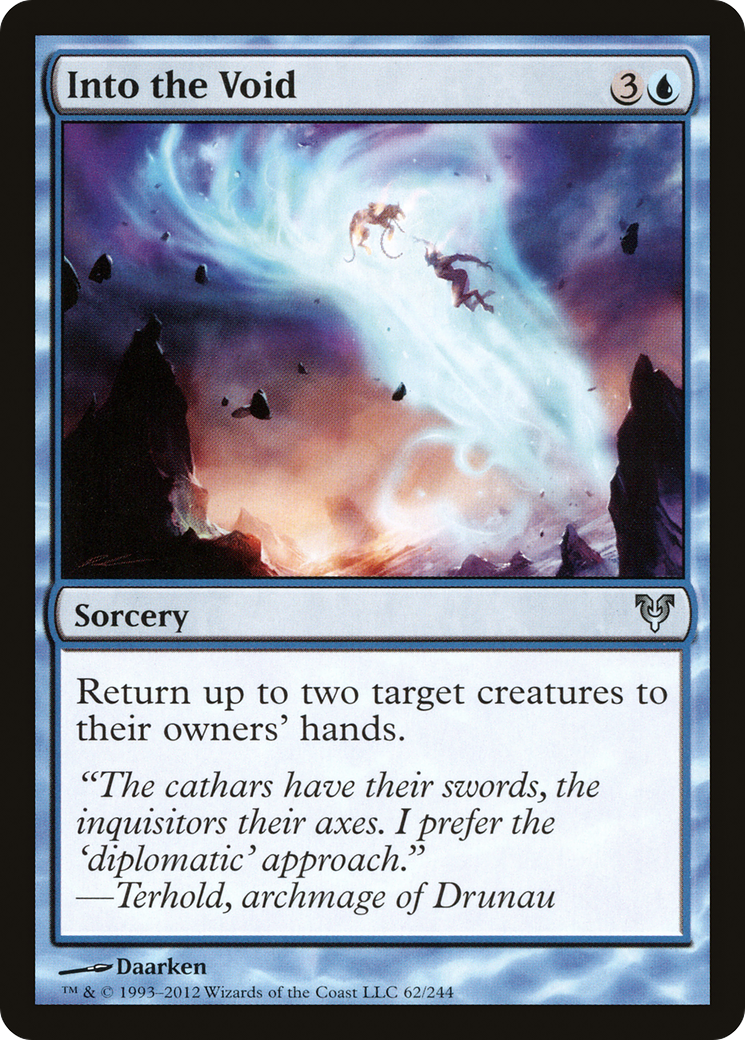 Into the Void
3
Sorcery
Return up to two target creatures to
their owners’ hands.
“The cathars have their swords, the
inquisitors their axes. I prefer the
‘diplomatic’ approach.”
—Terhold, archmage of Drunau
Daarken
™ & © 1993–2012 Wizards of the Coast LLC 62/244